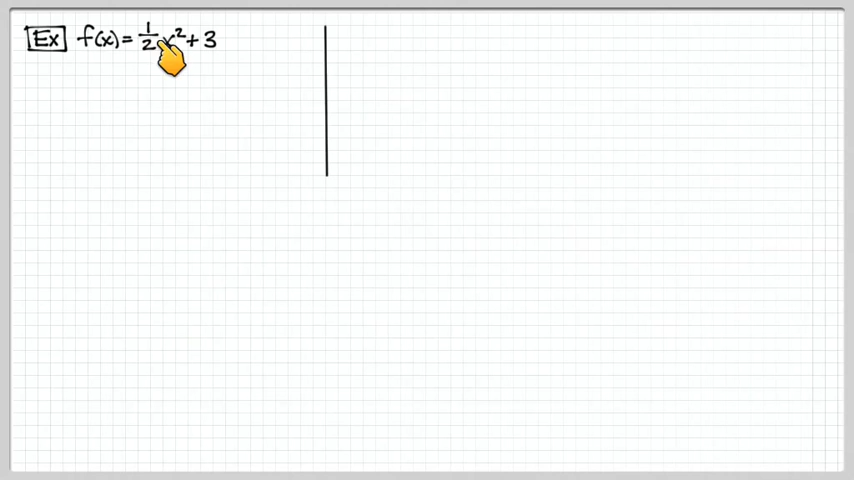 Ex f(x) = 1/2 x² + 3